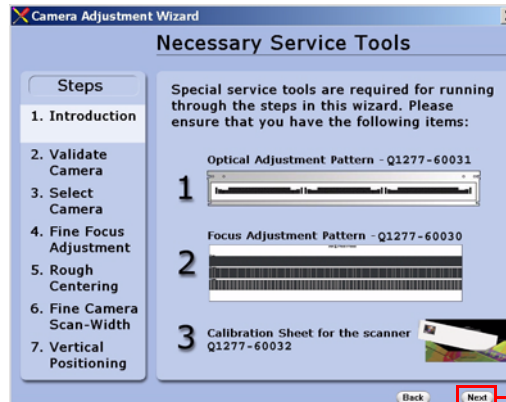 Camera Adjustment Wizard
Necessary Service Tools
Steps
1. Introduction
2. Validate
Camera
3. Select
Camera
4. Fine Focus
Adjustment
5. Rough
Centering
6. Fine Camera
Scan-Width
7. Vertical
Positioning
Special service tools are required for running
through the steps in this wizard. Please
ensure that you have the following items:
1
Optical Adjustment Pattern - Q1277-60031
2
Focus Adjustment Pattern - Q1277-60030
3
Calibration Sheet for the scanner
Q1277-60032
Back
Next